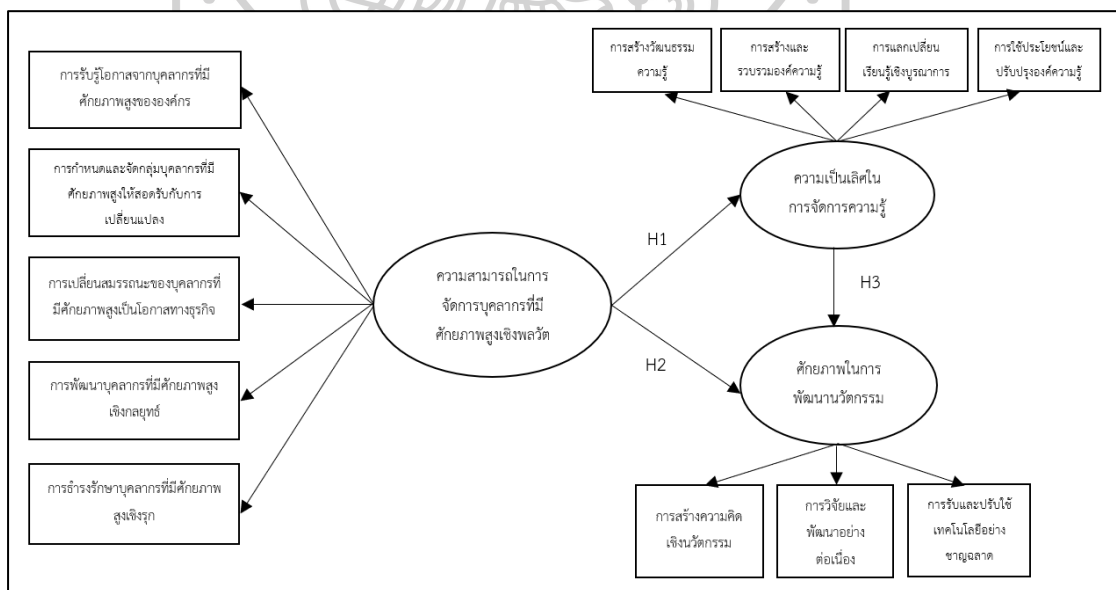 การรับรู้โอกาสจากบุคลากรที่มี
ศักยภาพสูงขององค์กร
การกำหนดและจัดกลุ่มบุคลากรที่มี
ศักยภาพสูงให้สอดรับกับการ
เปลี่ยนแปลง
การเปลี่ยนสมรรถนะของบุคลากรที่
มีศักยภาพสูงเป็นโอกาสทางธุรกิจ
การพัฒนาบุคลากรที่มีศักยภาพสูง
เชิงกลยุทธ์
การธำรงรักษาบุคลากรที่มีศักยภาพ
สูงเชิงรุก
ความสามารถในการ
จัดการบุคลากรที่มี
ศักยภาพสูงเชิงพลวัต
H1
H2
H3
การสร้างวัฒนธรรม
ความรู้
การสร้างและ
รวบรวมองค์ความรู้
การแลกเปลี่ยน
เรียนรู้เชิงบูรณาการ
การใช้ประโยชน์และ
ปรับปรุงองค์ความรู้
ความเป็นเลิศใน
การจัดการความรู้
ศักยภาพในการ
พัฒนานวัตกรรม
การสร้างความคิด
เชิงนวัตกรรม
การวิจัยและ
พัฒนาอย่าง
ต่อเนื่อง
การรับและปรับใช้
เทคโนโลยีอย่าง
ชาญฉลาด